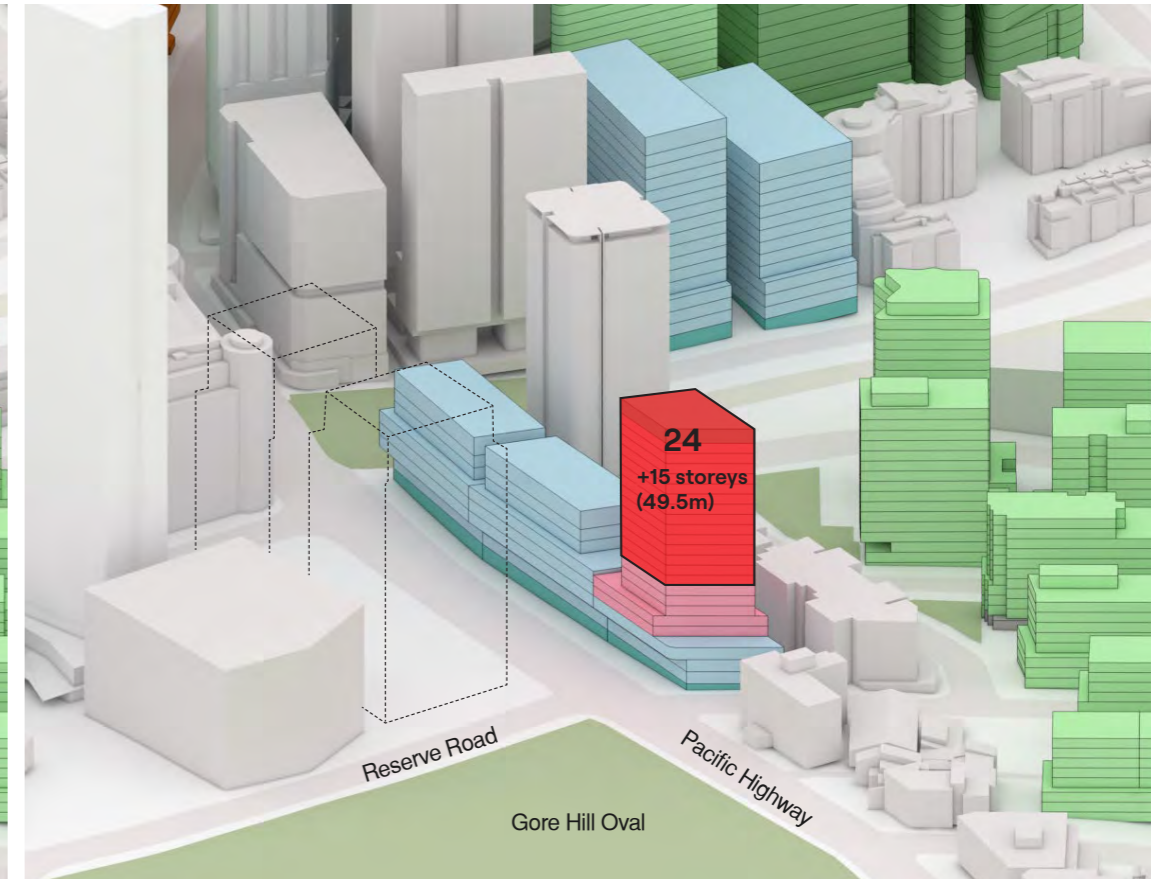 24
+15 storeys
(49.5m)
Reserve Road
Pacific Highway
Gore Hill Oval